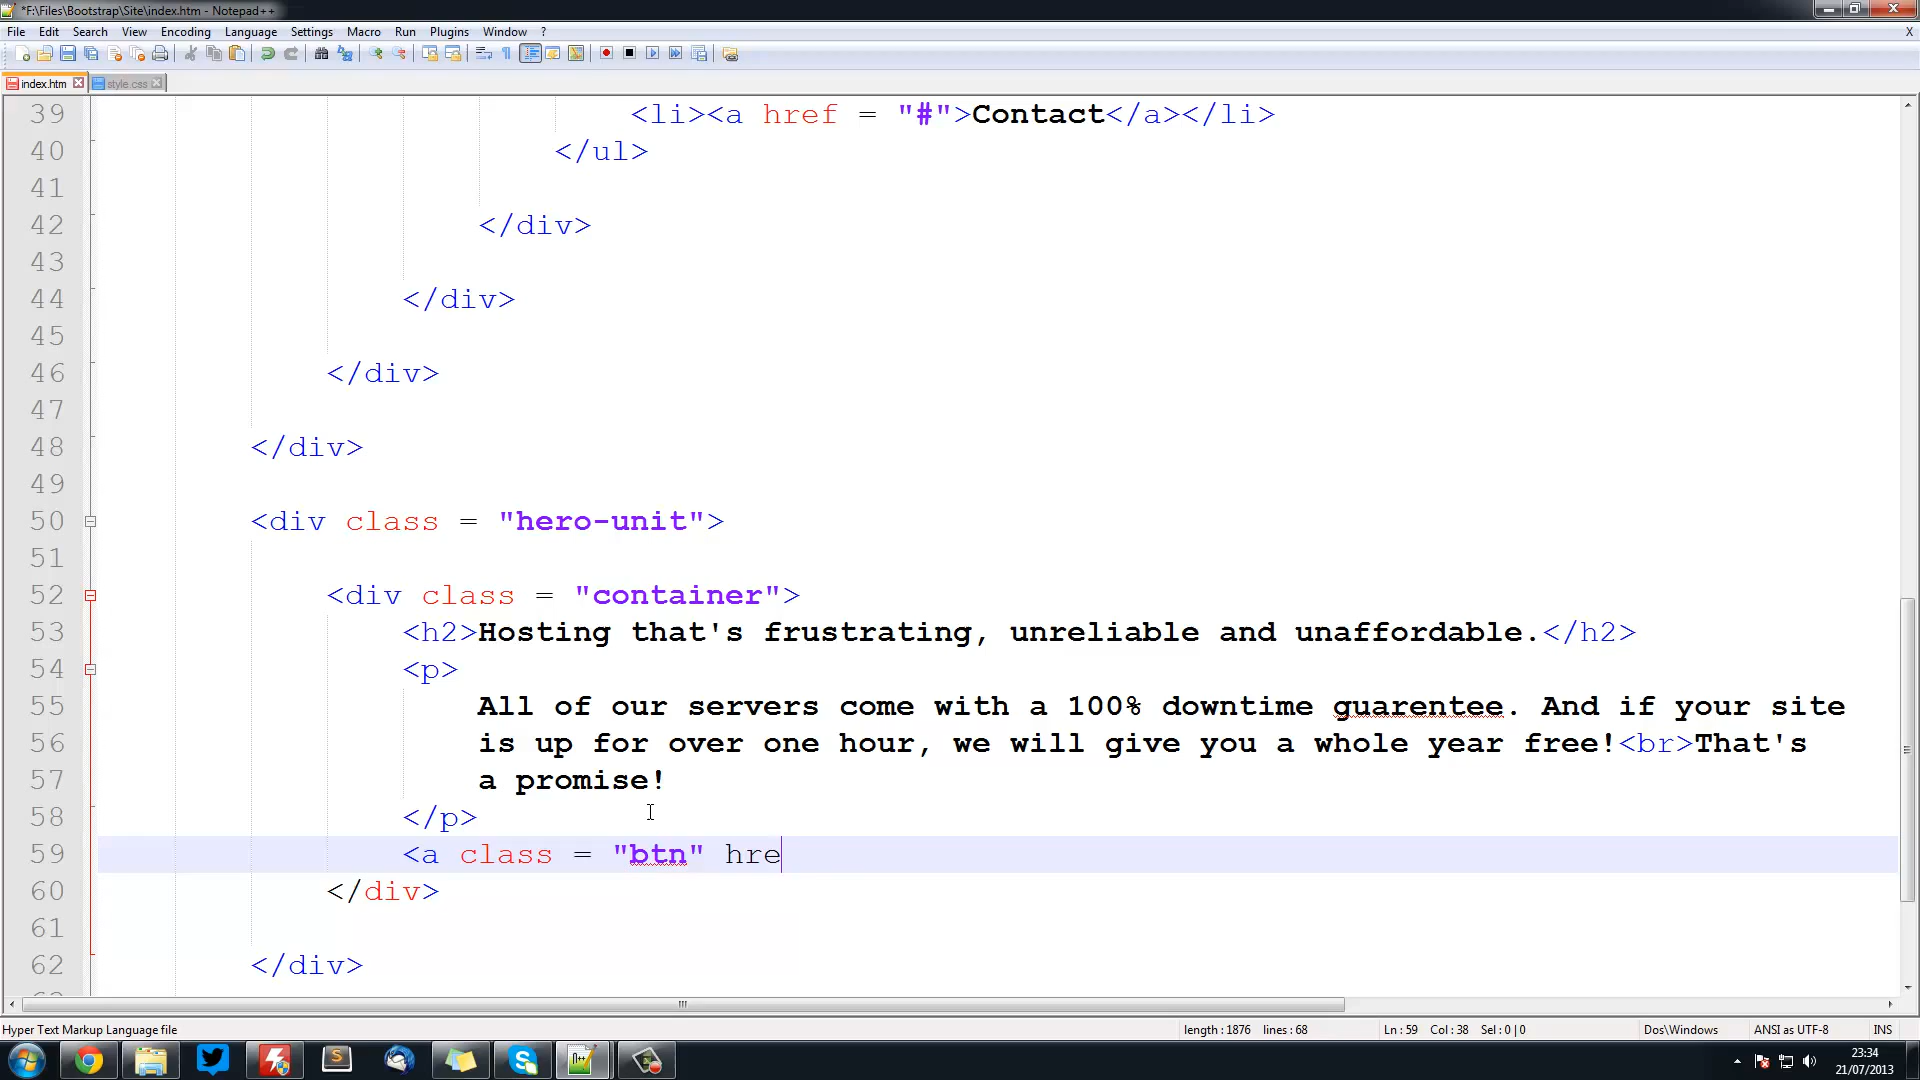 *F:\Files\Bootstrap\Site\index.htm - Notepad++
File Edit Search View Encoding Language Settings Macro Run Plugins Window ?
X
index.htm style.css
39 <li><a href = "#">Contact</a></li>
40 </ul>
41
42 </div>
43
44 </div>
45
46 </div>
47
48 </div>
49
50 <div class = "hero-unit">
51
52 <div class = "container">
53 <h2>Hosting that's frustrating, unreliable and unaffordable.</h2>
54 <p>
55 All of our servers come with a 100% downtime guarentee. And if your site
56 is up for over one hour, we will give you a whole year free!<br>That's
57 a promise!
58 </p>
59 <a class = "btn" hre
60 </div>
61
62 </div>
Hyper Text Markup Language file length : 1876 lines : 68 Ln : 59 Col : 38 Sel : 0 | 0 Dos\Windows ANSI as UTF-8 INS
23:34
21/07/2013